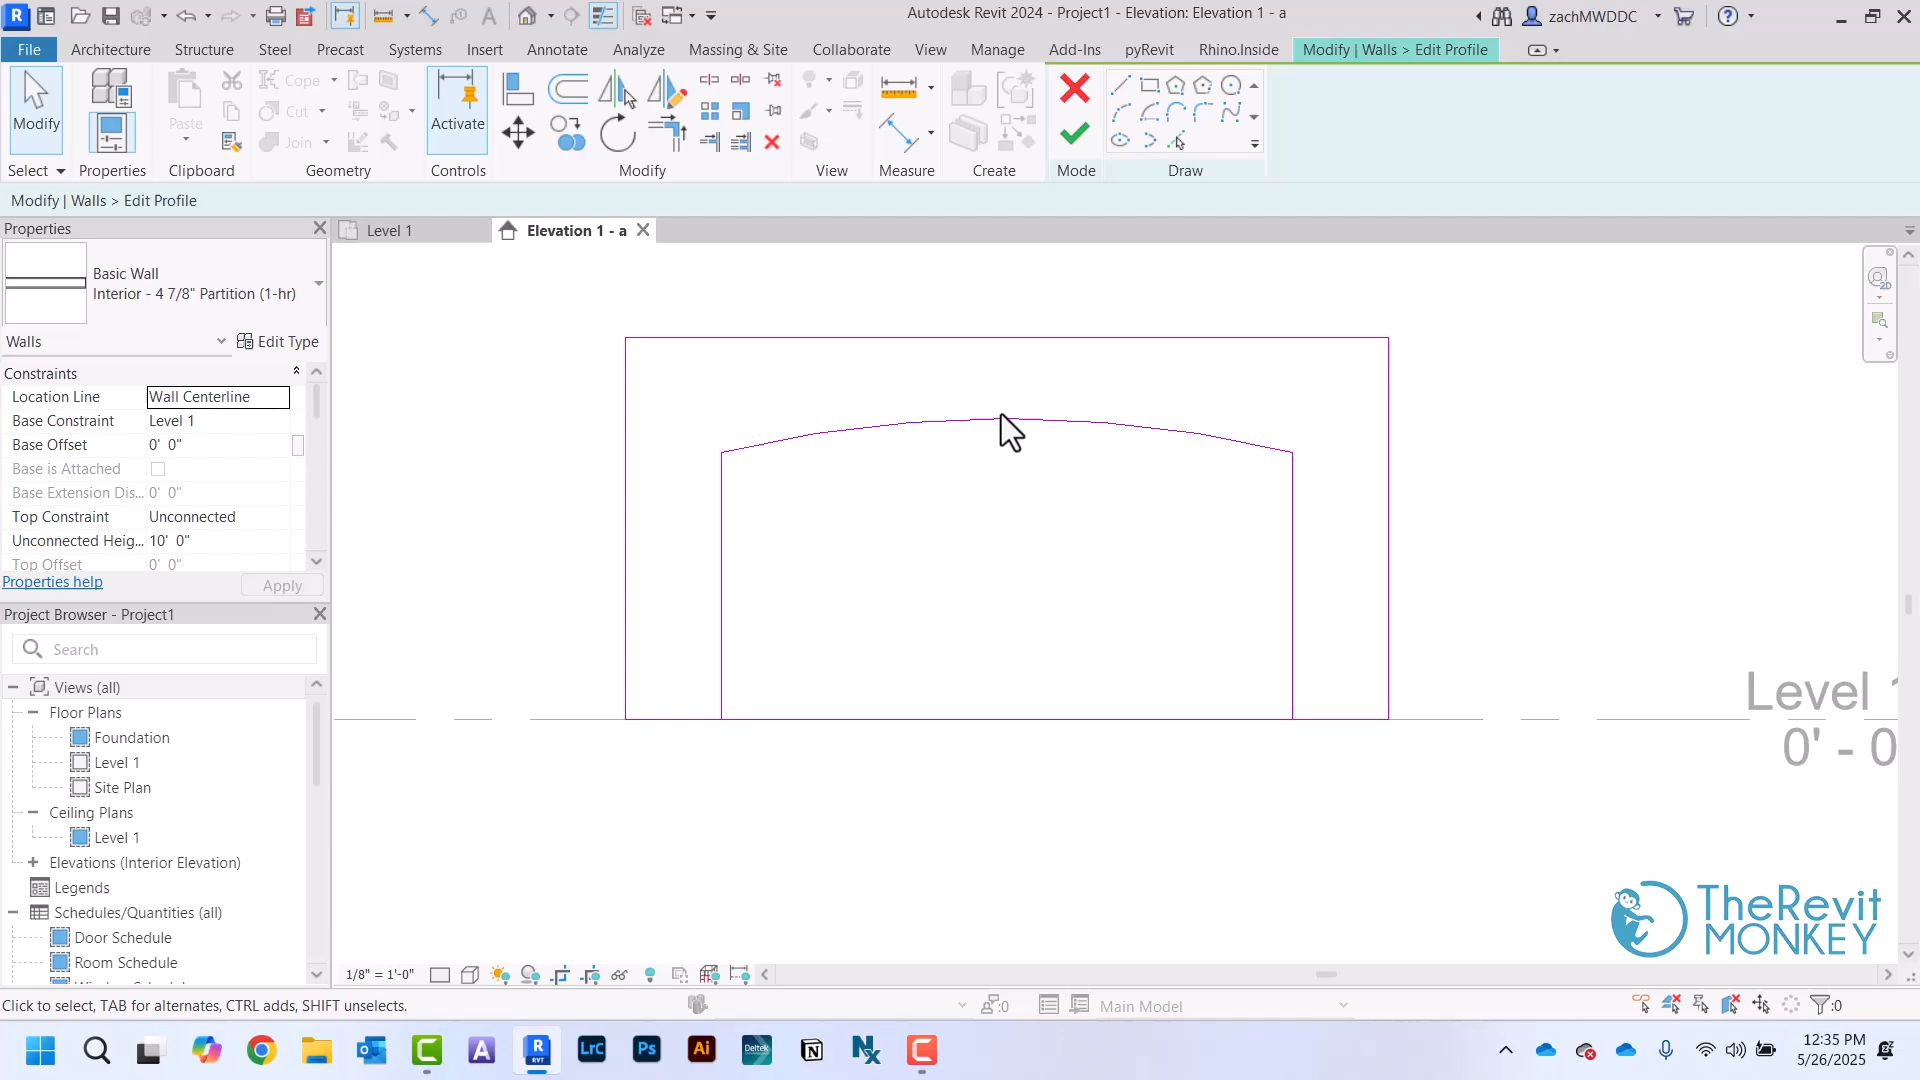 Autodesk Revit 2024 - Project1 - Elevation: Elevation 1 - a
zachMWDDC
File Architecture Structure Steel Precast Systems Insert Annotate Analyze Massing & Site Collaborate View Manage Add-Ins pyRevit Rhino.Inside Modify | Walls > Edit Profile
Modify
Paste
Cope
Cut
Join
Activate
Select Properties Clipboard Geometry Controls Modify View Measure Create Mode Draw
Modify | Walls > Edit Profile
Properties
Level 1
Elevation 1 - a
Basic Wall
Interior - 4 7/8" Partition (1-hr)
Walls
Edit Type
Constraints
Location Line Wall Centerline
Base Constraint Level 1
Base Offset 0' 0"
Base is Attached
Base Extension Dis... 0' 0"
Top Constraint Unconnected
Unconnected Heig... 10' 0"
Top Offset 0' 0"
Properties help
Apply
Project Browser - Project1
Search
Views (all)
Floor Plans
Foundation
Level 1
Site Plan
Ceiling Plans
Level 1
Elevations (Interior Elevation)
Legends
Schedules/Quantities (all)
Door Schedule
Room Schedule
Level 1
0' - 0
TheRevit
MONKEY
1/8" = 1'-0"
Click to select, TAB for alternates, CTRL adds, SHIFT unselects.
:0
Main Model
:0
LrC
Ps
Ai
Deltek
12:35 PM
5/26/2025